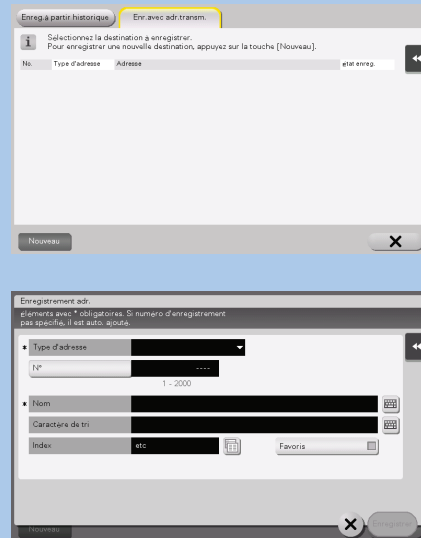 Enreg.à partir historique
Enr.avec adr.transm.
Sélectionnez la destination à enregistrer.
Pour enregistrer une nouvelle destination, appuyez sur la touche [Nouveau].
No. Type d'adresse Adresse état enreg.
Nouveau
Enregistrement adr.
éléments avec * obligatoires. Si numéro d'enregistrement
pas spécifié, il est auto. ajouté.
* Type d'adresse
N° ----
1 - 2000
* Nom
Caractère de tri
Index etc Favoris
Enregistrer
Nouveau